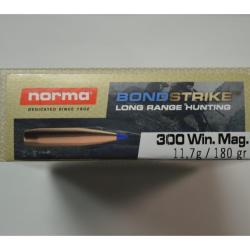 norma
DEDICATED SINCE 1902
BONDSTRIKE
LONG RANGE HUNTING
300 Win. Mag.
11.7g / 180 gr